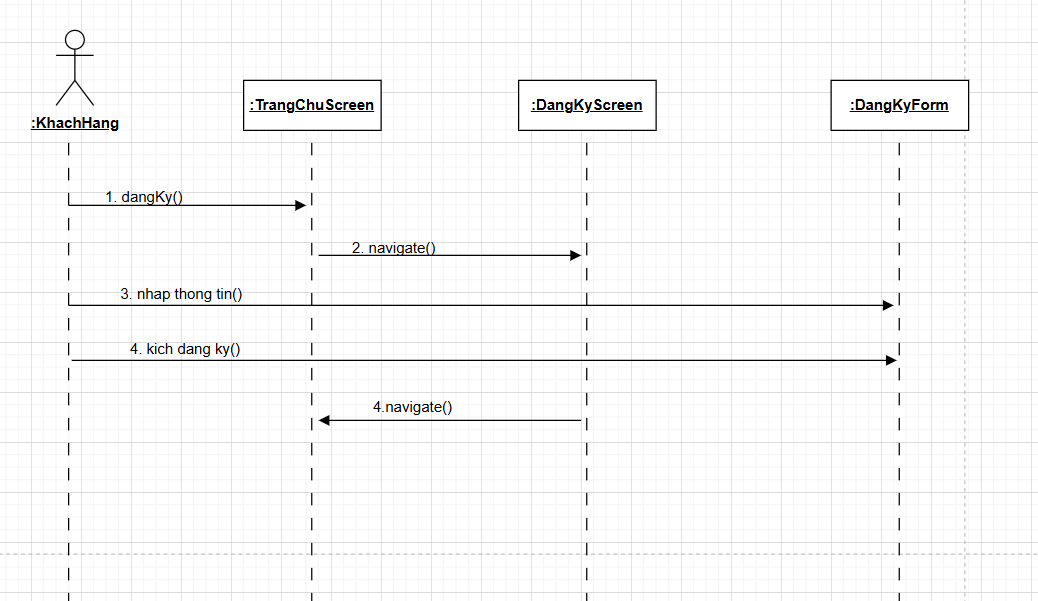 :KhachHang
:TrangChuScreen
:DangKyScreen
:DangKyForm
1. dangKy()
2. navigate()
3. nhap thong tin()
4. kich dang ky()
4.navigate()